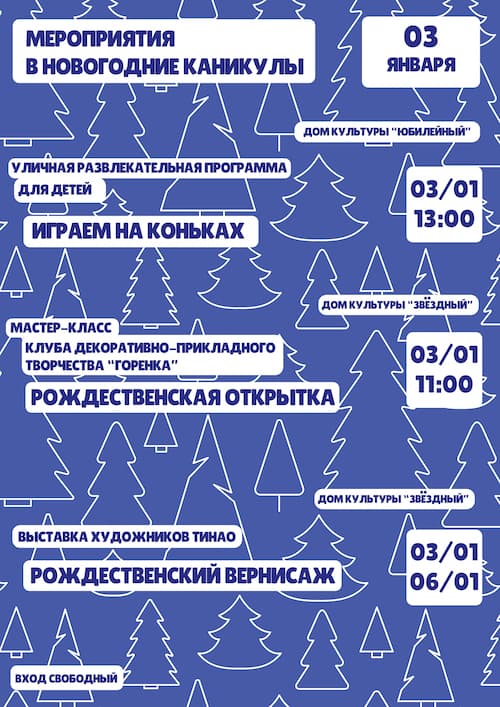 МЕРОПРИЯТИЯ
В НОВОГОДНИЕ КАНИКУЛЫ
03
ЯНВАРЯ
ДОМ КУЛЬТУРЫ "ЮБИЛЕЙНЫЙ"
УЛИЧНАЯ РАЗВЛЕКАТЕЛЬНАЯ ПРОГРАММА
ДЛЯ ДЕТЕЙ
ИГРАЕМ НА КОНЬКАХ
03/01
13:00
ДОМ КУЛЬТУРЫ "ЗВЁЗДНЫЙ"
МАСТЕР-КЛАСС
КЛУБА ДЕКОРАТИВНО-ПРИКЛАДНОГО
ТВОРЧЕСТВА "ГОРЕНКА"
РОЖДЕСТВЕНСКАЯ ОТКРЫТКА
03/01
11:00
ДОМ КУЛЬТУРЫ "ЗВЁЗДНЫЙ"
ВЫСТАВКА ХУДОЖНИКОВ ТИНАО
РОЖДЕСТВЕНСКИЙ ВЕРНИСАЖ
03/01
06/01
ВХОД СВОБОДНЫЙ